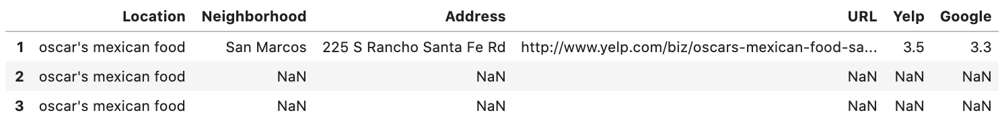 Location Neighborhood Address URL Yelp Google
1 oscar's mexican food San Marcos 225 S Rancho Santa Fe Rd http://www.yelp.com/biz/oscars-mexican-food-sa... 3.5 3.3
2 oscar's mexican food NaN NaN NaN NaN NaN
3 oscar's mexican food NaN NaN NaN NaN NaN